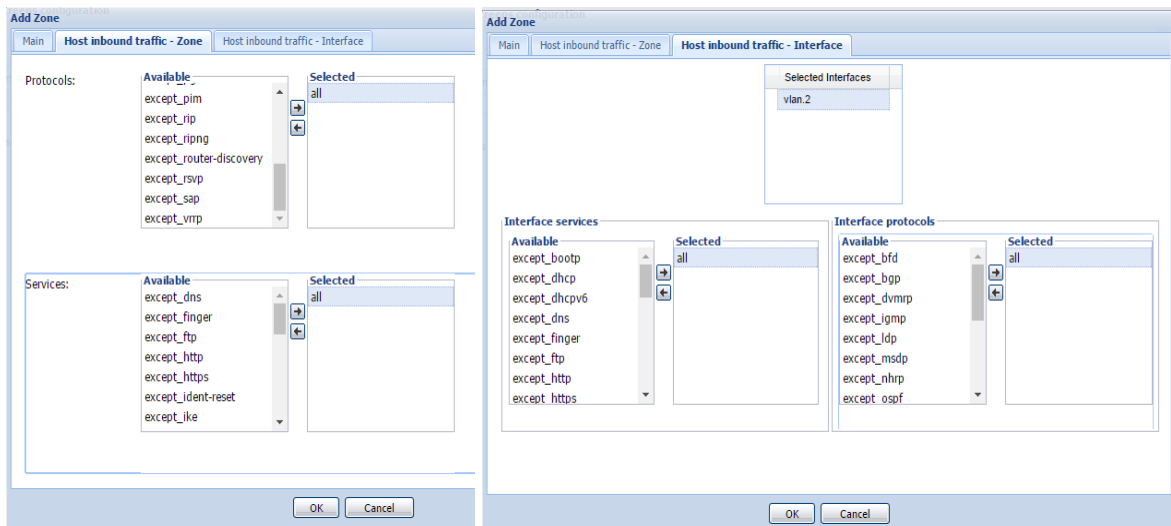 Add Zone
Main
Host inbound traffic - Zone
Host inbound traffic - Interface
Protocols:
Available
except_pim
except_rip
except_ripng
except_router-discovery
except_rsvp
except_sap
except_vrrp
Selected
all
Services:
Available
except_dns
except_finger
except_ftp
except_http
except_https
except_ident-reset
except_ike
Selected
all
OK
Cancel
Add Zone
Main
Host inbound traffic - Zone
Host inbound traffic - Interface
Selected Interfaces
vlan.2
Interface services
Available
except_bootp
except_dhcp
except_dhcpv6
except_dns
except_finger
except_ftp
except_http
except_https
Selected
all
Interface protocols
Available
except_bfd
except_bgp
except_dvmrp
except_igmp
except_ldp
except_msdp
except_nhrp
except_ospf
Selected
all
OK
Cancel